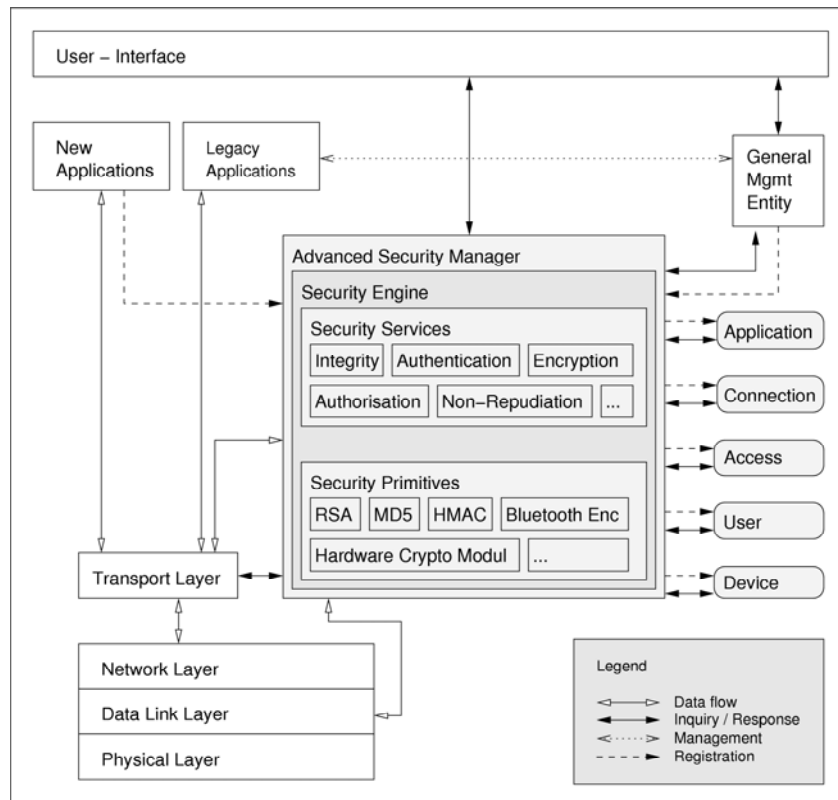 User – Interface
New
Applications
Legacy
Applications
General
Mgmt
Entity
Advanced Security Manager
Security Engine
Security Services
Integrity
Authentication
Encryption
Authorisation
Non-Repudiation
...
Security Primitives
RSA
MD5
HMAC
Bluetooth Enc
Hardware Crypto Modul
...
Application
Connection
Access
User
Device
Transport Layer
Network Layer
Data Link Layer
Physical Layer
Legend
Data flow
Inquiry / Response
Management
Registration